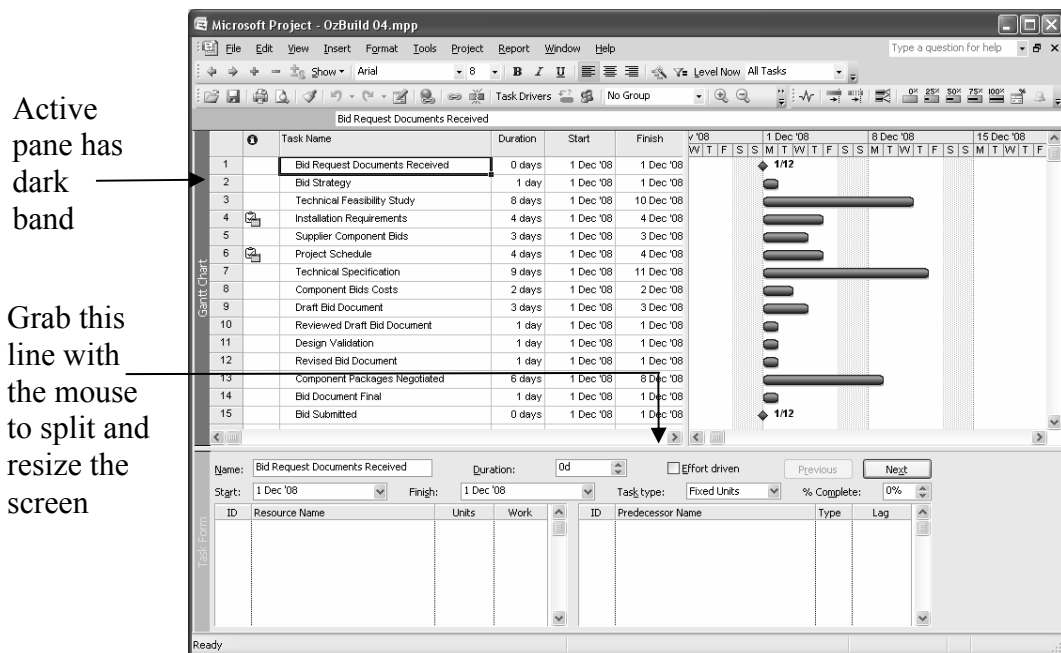 Microsoft Project - OzBuild 04.mpp
File Edit View Insert Format Tools Project Report Window Help Type a question for help
Show Arial 8 B I U Level Now All Tasks
Task Drivers No Group 0% 25% 50% 75% 100%
Bid Request Documents Received
Active pane has dark band
Grab this line with the mouse to split and resize the screen
Gantt Chart
Task Name Duration Start Finish v '08 1 Dec '08 8 Dec '08 15 Dec '08
W T F S S M T W T F S S M T W T F S S M T W T F
1 Bid Request Documents Received 0 days 1 Dec '08 1 Dec '08 1/12
2 Bid Strategy 1 day 1 Dec '08 1 Dec '08
3 Technical Feasibility Study 8 days 1 Dec '08 10 Dec '08
4 Installation Requirements 4 days 1 Dec '08 4 Dec '08
5 Supplier Component Bids 3 days 1 Dec '08 3 Dec '08
6 Project Schedule 4 days 1 Dec '08 4 Dec '08
7 Technical Specification 9 days 1 Dec '08 11 Dec '08
8 Component Bids Costs 2 days 1 Dec '08 2 Dec '08
9 Draft Bid Document 3 days 1 Dec '08 3 Dec '08
10 Reviewed Draft Bid Document 1 day 1 Dec '08 1 Dec '08
11 Design Validation 1 day 1 Dec '08 1 Dec '08
12 Revised Bid Document 1 day 1 Dec '08 1 Dec '08
13 Component Packages Negotiated 6 days 1 Dec '08 8 Dec '08
14 Bid Document Final 1 day 1 Dec '08 1 Dec '08
15 Bid Submitted 0 days 1 Dec '08 1 Dec '08 1/12
Name: Bid Request Documents Received Duration: 0d Effort driven Previous Next
Start: 1 Dec '08 Finish: 1 Dec '08 Task type: Fixed Units % Complete: 0%
ID Resource Name Units Work ID Predecessor Name Type Lag
Task Form
Ready